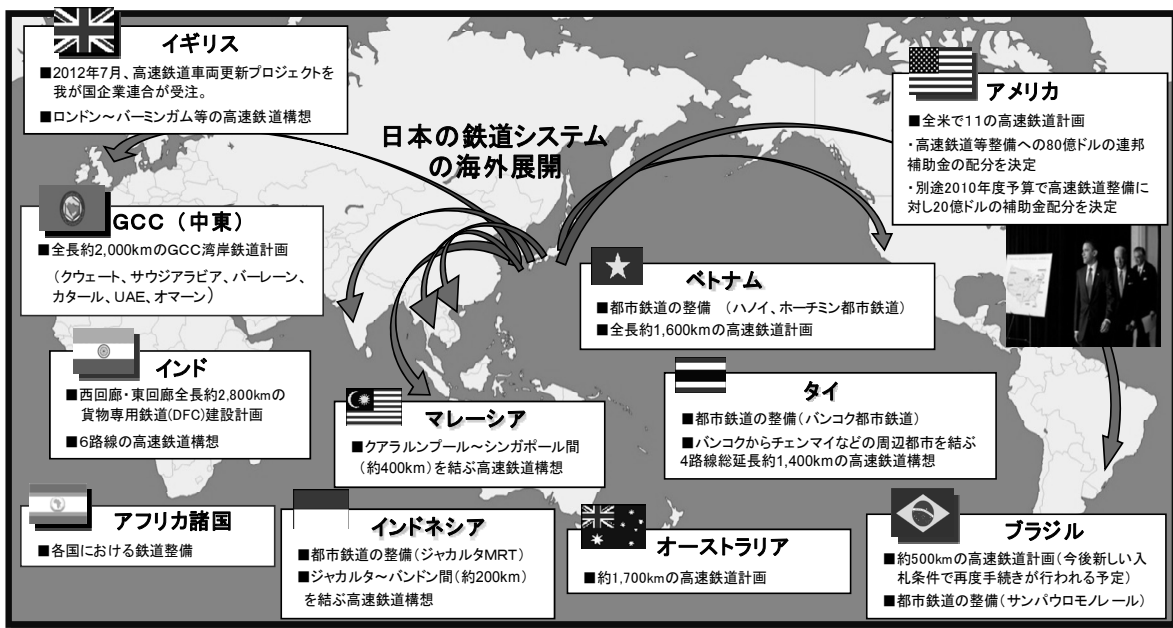 イギリス
■2012年7月、高速鉄道車両更新プロジェクトを
我が国企業連合が受注。
■ロンドン～バーミンガム等の高速鉄道構想
日本の鉄道システム
の海外展開
アメリカ
■全米で11の高速鉄道計画
・高速鉄道等整備への80億ドルの連邦
補助金の配分を決定
・別途2010年度予算で高速鉄道整備に
対し20億ドルの補助金配分を決定
GCC（中東）
■全長約2,000kmのGCC湾岸鉄道計画
（クウェート、サウジアラビア、バーレーン、
カタール、UAE、オマーン）
ベトナム
■都市鉄道の整備　（ハノイ、ホーチミン都市鉄道）
■全長約1,600kmの高速鉄道計画
インド
■西回廊・東回廊全長約2,800kmの
貨物専用鉄道(DFC)建設計画
■6路線の高速鉄道構想
マレーシア
■クアラルンプール～シンガポール間
（約400km）を結ぶ高速鉄道構想
タイ
■都市鉄道の整備（バンコク都市鉄道）
■バンコクからチェンマイなどの周辺都市を結ぶ
4路線総延長約1,400kmの高速鉄道構想
アフリカ諸国
■各国における鉄道整備
インドネシア
■都市鉄道の整備（ジャカルタMRT）
■ジャカルタ～バンドン間（約200km）
を結ぶ高速鉄道構想
オーストラリア
■約1,700kmの高速鉄道計画
ブラジル
■約500kmの高速鉄道計画（今後新しい入
札条件で再度手続きが行われる予定）
■都市鉄道の整備（サンパウロモノレール）